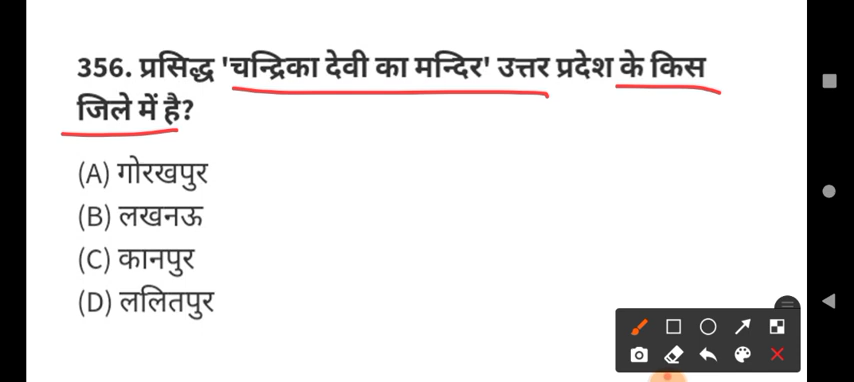 356. प्रसिद्ध 'चन्द्रिका देवी का मन्दिर' उत्तर प्रदेश के किस
जिले में है?
(A) गोरखपुर
(B) लखनऊ
(C) कानपुर
(D) ललितपुर